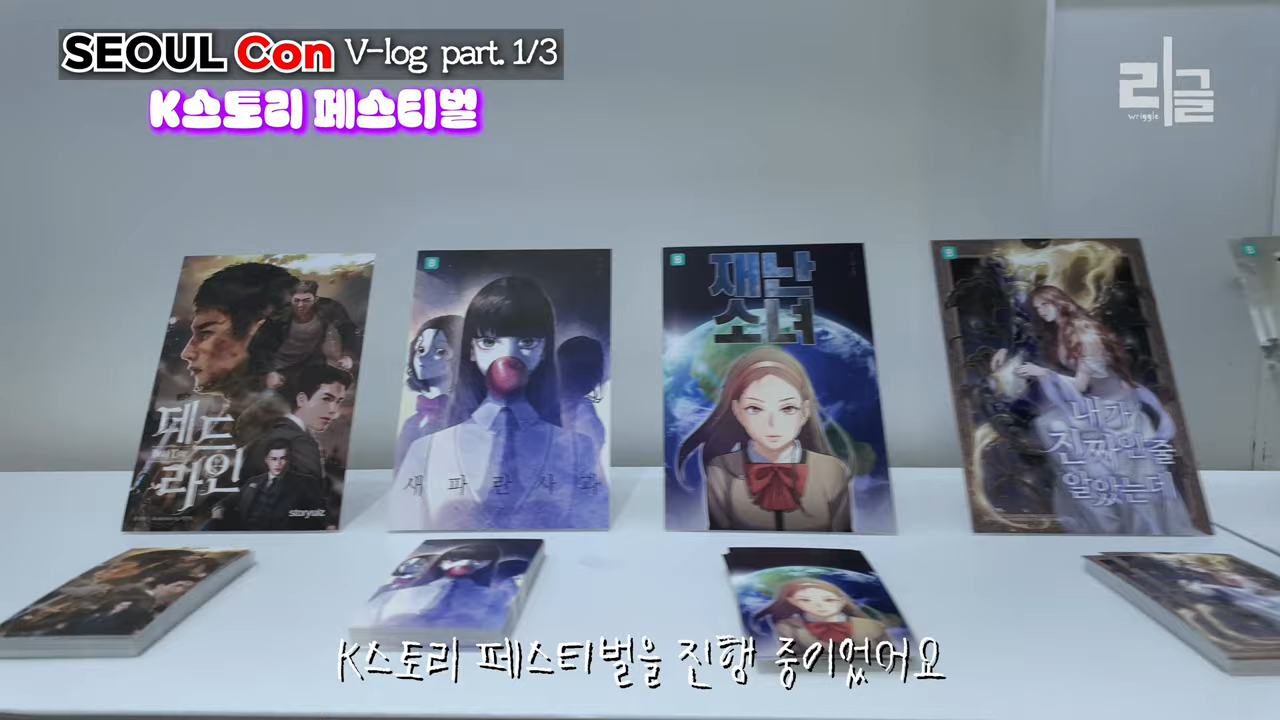 SEOUL Con V-log part. 1/3
K스토리 페스티벌
리글
wriggle
데드
라인
storywiz
B
새파란사과
B
재난
소녀
B
내가
진짜인줄
알았는데
B
K스토리 페스티벌을 진행 중이었어요